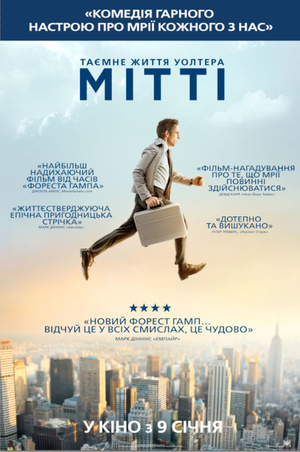 «КОМЕДІЯ ГАРНОГО
НАСТРОЮ ПРО МРІЇ КОЖНОГО З НАС»
ТАЄМНЕ ЖИТТЯ УОЛТЕРА
МІТТІ
«НАЙБІЛЬШ
НАДИХАЮЧИЙ
ФІЛЬМ ВІД ЧАСІВ
«ФОРЕСТА ГАМПА»
«ЖИТТЄСТВЕРДЖУЮЧА
ЕПІЧНА ПРИГОДНИЦЬКА
СТРІЧКА»
«ФІЛЬМ-НАГАДУВАННЯ
ПРО ТЕ, ЩО МРІЇ
ПОВИННІ
ЗДІЙСНЮВАТИСЯ»
«ДОТЕПНО
ТА ВИШУКАНО»
★★★★
«НОВИЙ ФОРЕСТ ГАМП...
ВІДЧУЙ ЦЕ У ВСІХ СМИСЛАХ, ЦЕ ЧУДОВО»
МАРК ДІННІНГ «ЕМПАЙР»
У КІНО З 9 СІЧНЯ